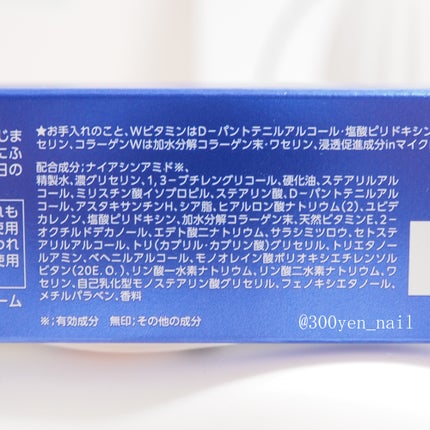 じま
こふ
日の
れも
使用
われ
使用
ーム
★お手入れのこと、WビタミンはD-パントテニルアルコール・塩酸ピリドキシン
セリン、コラーゲンWは加水分解コラーゲン末・ワセリン、浸透促進成分inマイク
配合成分;ナイアシンアミド※、
精製水、濃グリセリン、1,3-ブチレングリコール、硬化油、ステアリルアル
コール、ミリスチン酸イソプロピル、ステアリン酸、D-パントテニルアル
コール、アスタキサンチンH、シア脂、ヒアルロン酸ナトリウム(2)、ユビデ
カレノン、塩酸ピリドキシン、加水分解コラーゲン末、天然ビタミンE、2-
オクチルドデカノール、エデト酸二ナトリウム、サラシミツロウ、セトス
テアリルアルコール、トリ(カプリル・カプリン酸)グリセリル、トリエタノー
ルアミン、ベヘニルアルコール、モノオレイン酸ポリオキシエチレンソル
ビタン(20E.O.)、リン酸一水素ナトリウム、リン酸二水素ナトリウム、ワ
セリン、自己乳化型モノステアリン酸グリセリル、フェノキシエタノール、
メチルパラベン、香料
※;有効成分 無印;その他の成分
@300yen_nail